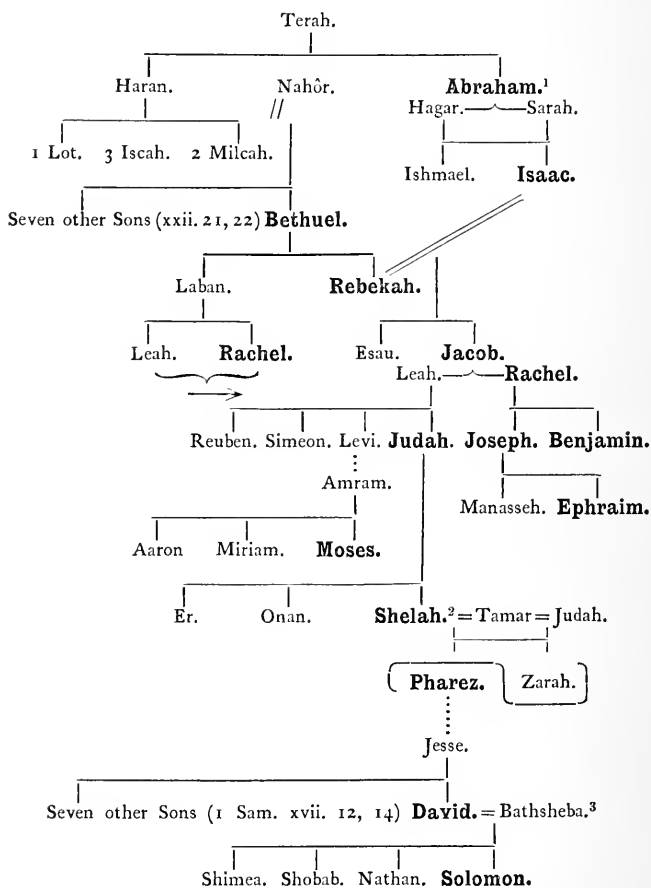 Terah.
Haran. Nahôr. Abraham.¹
Hagar. Sarah.
1 Lot. 3 Iscah. 2 Milcah.
Ishmael. Isaac.
Seven other Sons (xxii. 21, 22) Bethuel.
Laban. Rebekah.
Leah. Rachel. Esau. Jacob.
Leah. Rachel.
Reuben. Simeon. Levi. Judah. Joseph. Benjamin.
Amram.
Manasseh. Ephraim.
Aaron Miriam. Moses.
Er. Onan. Shelah.² = Tamar = Judah.
Pharez. Zarah.
Jesse.
Seven other Sons (1 Sam. xvii. 12, 14) David. = Bathsheba.³
Shimea. Shobab. Nathan. Solomon.